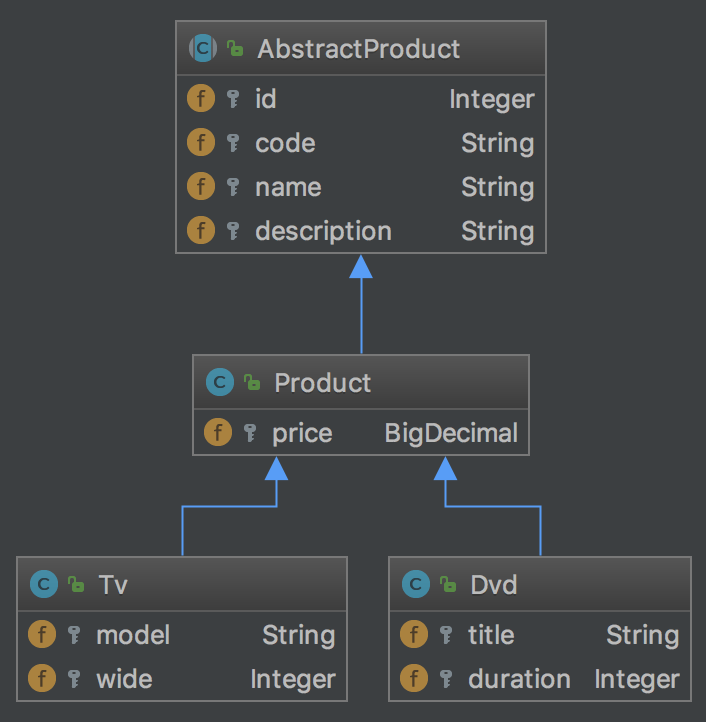 C AbstractProduct
f id Integer
f code String
f name String
f description String
C Product
f price BigDecimal
C Tv
f model String
f wide Integer
C Dvd
f title String
f duration Integer